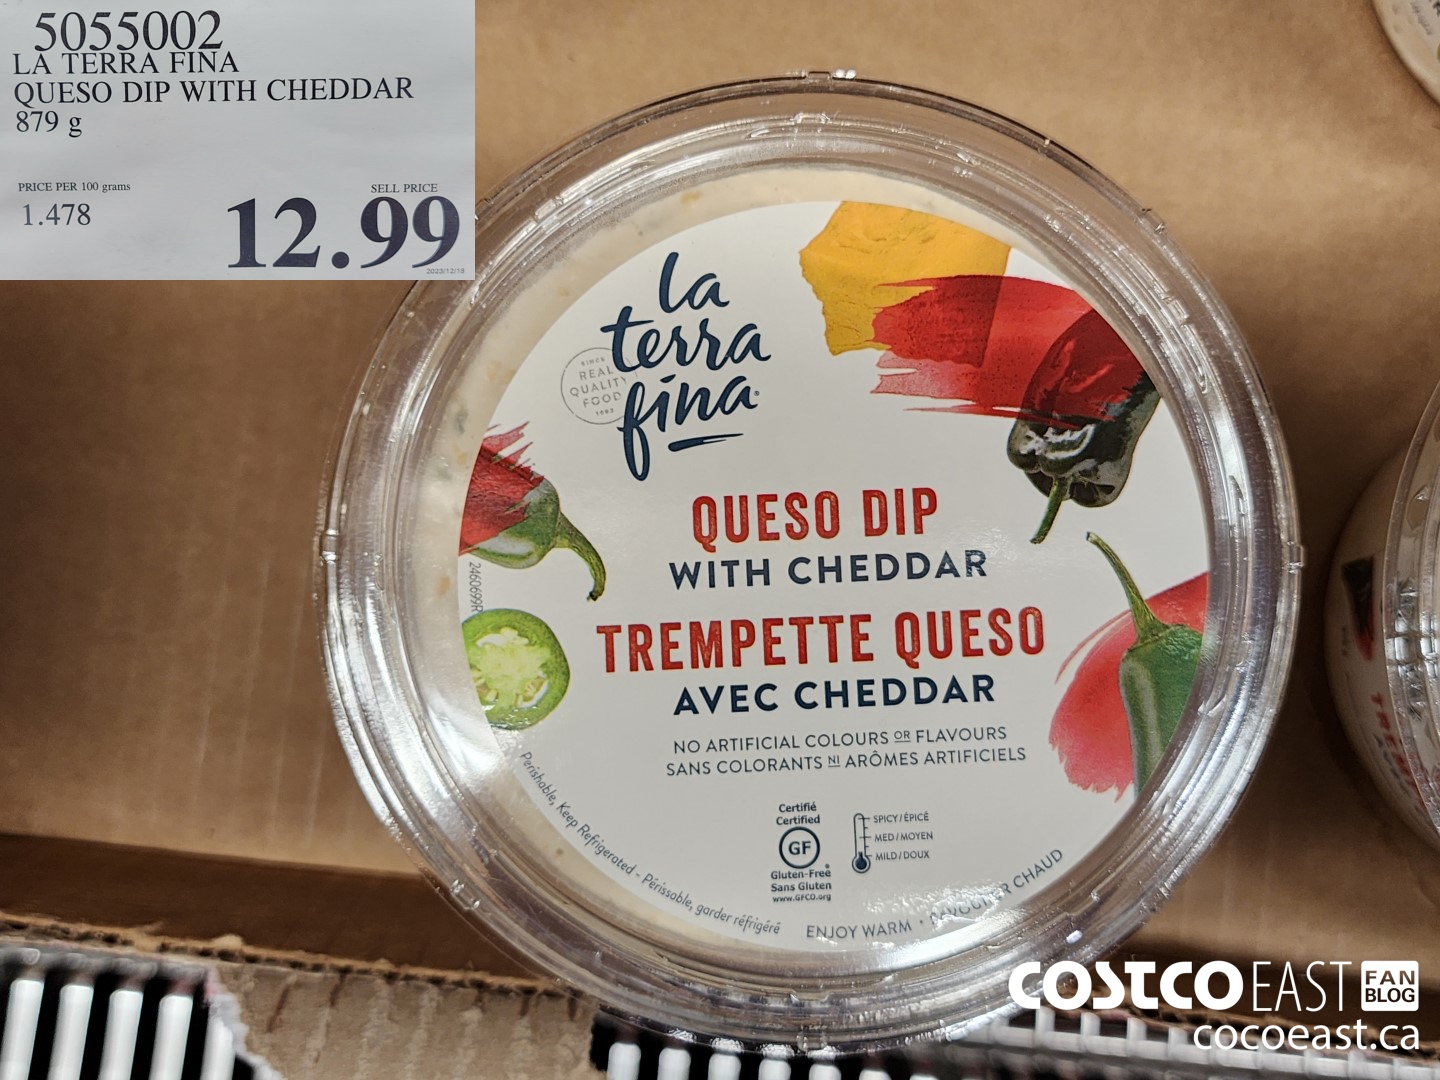 5055002
LA TERRA FINA
QUESO DIP WITH CHEDDAR
879 g
PRICE PER 100 grams
SELL PRICE
1.478
12.99
2023/12/18
la
terra
fina
SINCE
REAL
QUALITY
FOOD
QUESO DIP
WITH CHEDDAR
TREMPETTE QUESO
AVEC CHEDDAR
NO ARTIFICIAL COLOURS OR FLAVOURS
SANS COLORANTS NI ARÔMES ARTIFICIELS
Certifié
Certified
GF
Gluten-Free
Sans Gluten
www.GFCO.org
SPICY/ÉPICÉ
MED/MOYEN
MILD/DOUX
2460699R
Perishable, Keep Refrigerated - Périssable, garder réfrigéré
ENJOY WARM • SAVOURER CHAUD
COSTCO EAST FAN BLOG
cocoeast.ca